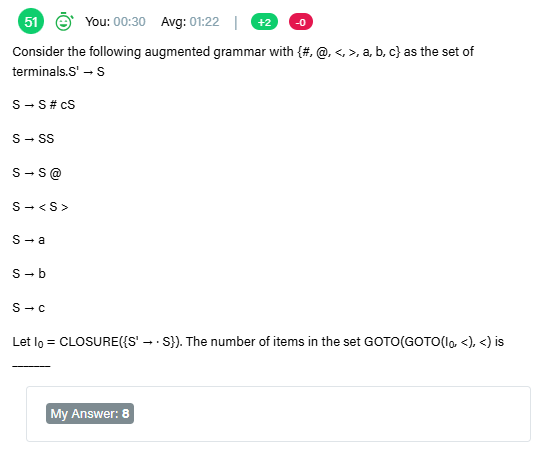 51 You: 00:30 Avg: 01:22 | +2 -0
Consider the following augmented grammar with {#, @, <, >, a, b, c} as the set of
terminals.S' → S
S → S # cS
S → SS
S → S @
S → < S >
S → a
S → b
S → c
Let I₀ = CLOSURE({S' → · S}). The number of items in the set GOTO(GOTO(I₀, <), <) is
______
My Answer: 8